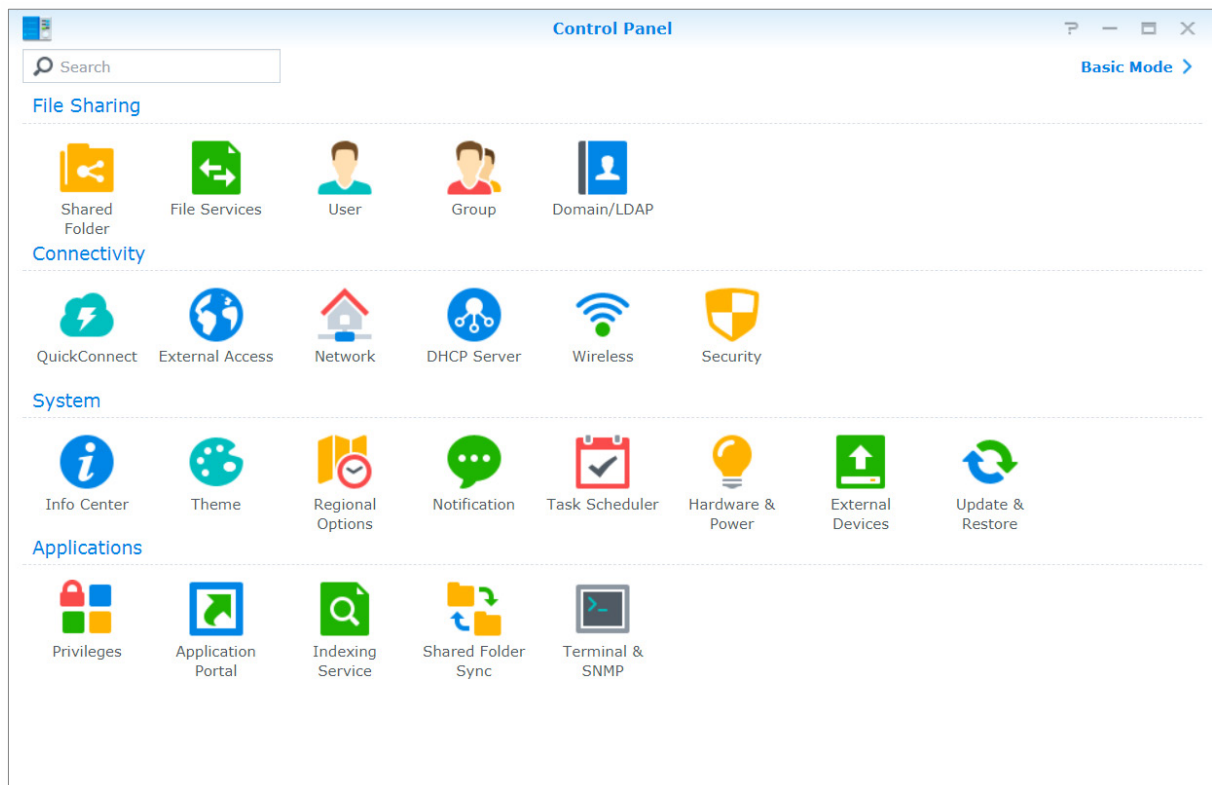 Control Panel
Search
Basic Mode
File Sharing
Shared Folder
File Services
User
Group
Domain/LDAP
Connectivity
QuickConnect
External Access
Network
DHCP Server
Wireless
Security
System
Info Center
Theme
Regional Options
Notification
Task Scheduler
Hardware & Power
External Devices
Update & Restore
Applications
Privileges
Application Portal
Indexing Service
Shared Folder Sync
Terminal & SNMP